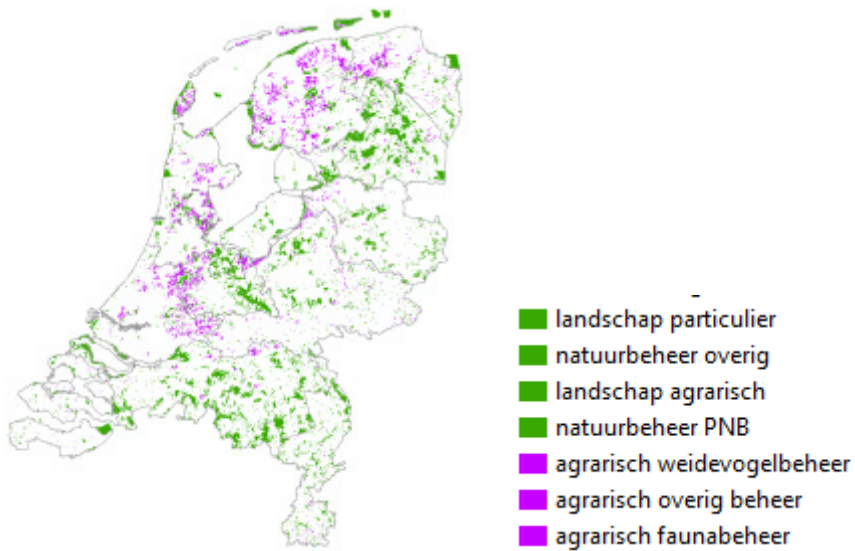 landschap particulier
natuurbeheer overig
landschap agrarisch
natuurbeheer PNB
agrarisch weidevogelbeheer
agrarisch overig beheer
agrarisch faunabeheer